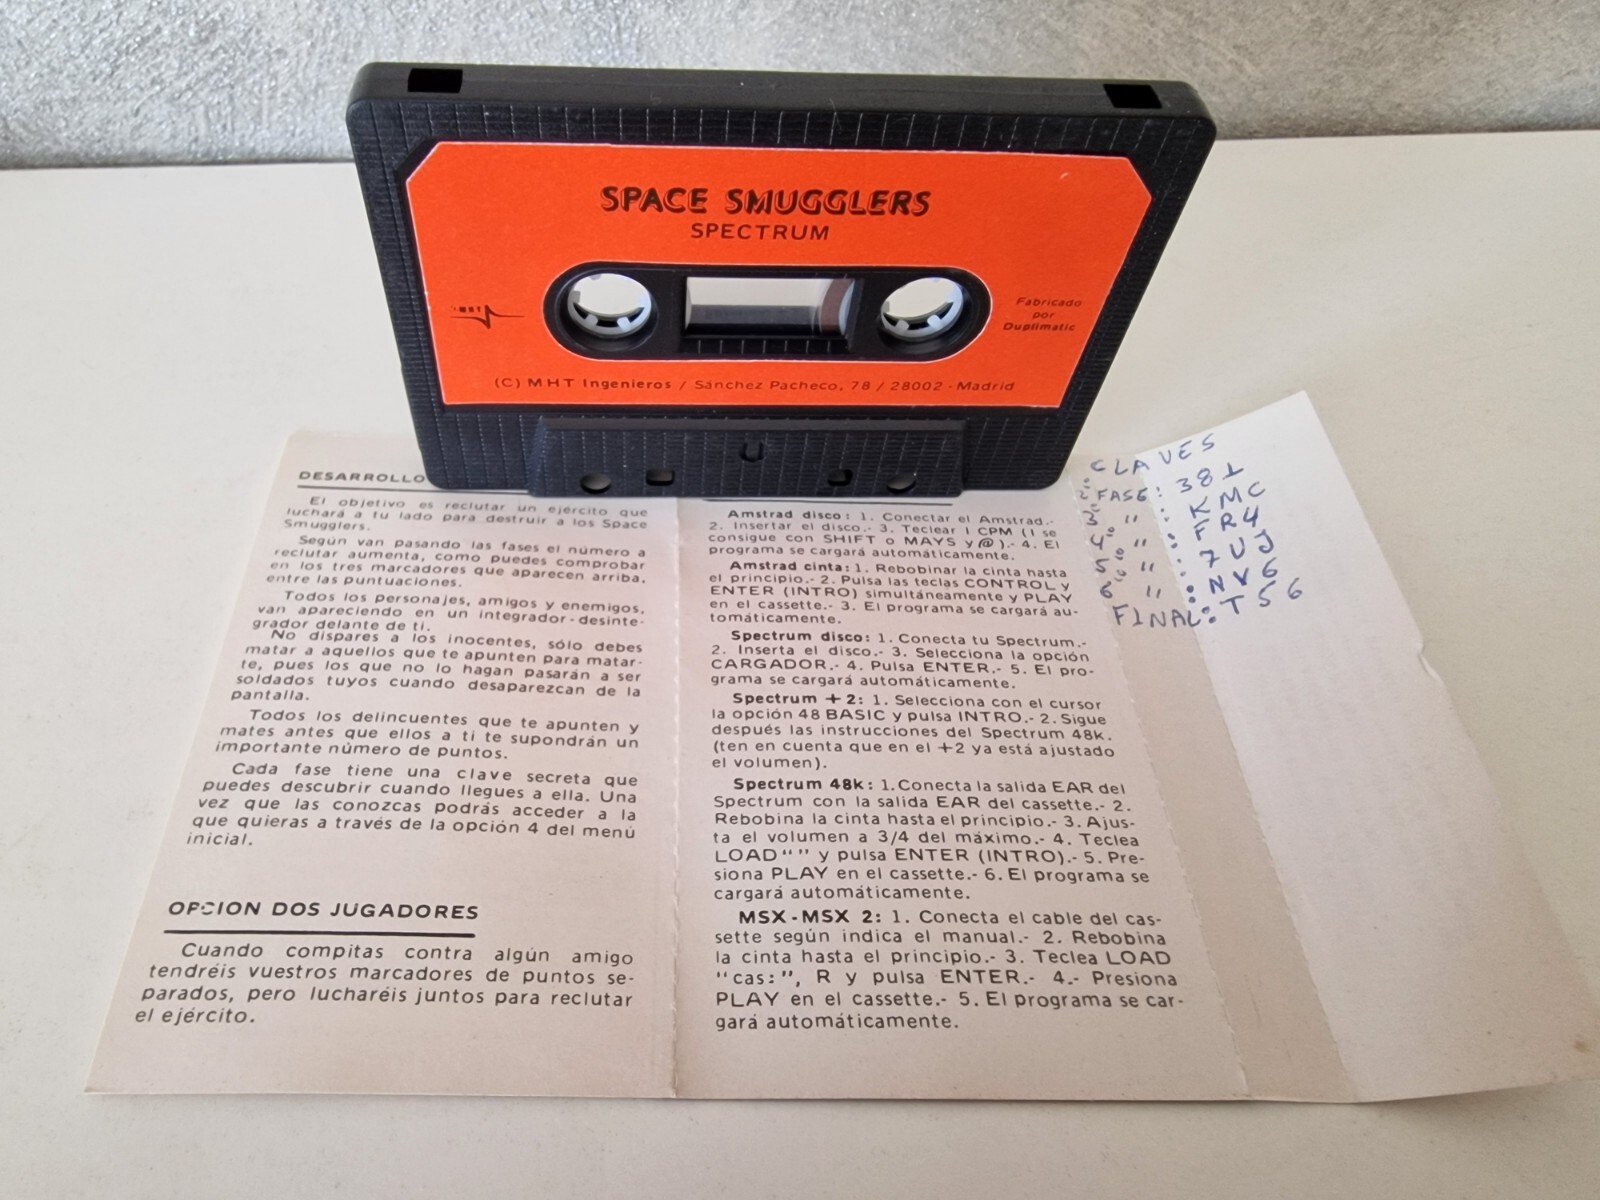 SPACE SMUGGLERS
SPECTRUM
MHT
Fabricado
por
Duplimatic
(C) MHT Ingenieros / Sánchez Pacheco, 78 / 28002 - Madrid
DESARROLLO
El objetivo es reclutar un ejército que
luchará a tu lado para destruir a los Space
Smugglers.
Según van pasando las fases el número a
reclutar aumenta, como puedes comprobar
en los tres marcadores que aparecen arriba,
entre las puntuaciones.
Todos los personajes, amigos y enemigos,
van apareciendo en un integrador-desinte-
grador delante de ti.
No dispares a los inocentes, sólo debes
matar a aquellos que te apunten para matar-
te, pues los que no lo hagan pasarán a ser
soldados tuyos cuando desaparezcan de la
pantalla.
Todos los delincuentes que te apunten y
mates antes que ellos a ti te supondrán un
importante número de puntos.
Cada fase tiene una clave secreta que
puedes descubrir cuando llegues a ella. Una
vez que las conozcas podrás acceder a la
que quieras a través de la opción 4 del menú
inicial.
OPCION DOS JUGADORES
Cuando compitas contra algún amigo
tendréis vuestros marcadores de puntos se-
parados, pero lucharéis juntos para reclutar
el ejército.
Amstrad disco: 1. Conectar el Amstrad.-
2. Insertar el disco.- 3. Teclear I CPM (I se
consigue con SHIFT o MAYS y @).- 4. El
programa se cargará automáticamente.
Amstrad cinta: 1. Rebobinar la cinta hasta
el principio.- 2. Pulsa las teclas CONTROL y
ENTER (INTRO) simultáneamente y PLAY
en el cassette.- 3. El programa se cargará au-
tomáticamente.
Spectrum disco: 1. Conecta tu Spectrum.-
2. Inserta el disco.- 3. Selecciona la opción
CARGADOR.- 4. Pulsa ENTER.- 5. El pro-
grama se cargará automáticamente.
Spectrum +2: 1. Selecciona con el cursor
la opción 48 BASIC y pulsa INTRO.- 2. Sigue
después las instrucciones del Spectrum 48k.
(ten en cuenta que en el +2 ya está ajustado
el volumen).
Spectrum 48k: 1. Conecta la salida EAR del
Spectrum con la salida EAR del cassette.- 2.
Rebobina la cinta hasta el principio.- 3. Ajus-
ta el volumen a 3/4 del máximo.- 4. Teclea
LOAD "" y pulsa ENTER (INTRO).- 5. Pre-
siona PLAY en el cassette.- 6. El programa se
cargará automáticamente.
MSX-MSX 2: 1. Conecta el cable del cas-
sette según indica el manual.- 2. Rebobina
la cinta hasta el principio.- 3. Teclea LOAD
"cas:", R y pulsa ENTER.- 4.- Presiona
PLAY en el cassette.- 5. El programa se car-
gará automáticamente.
CLAVES
2ª FASE: 381
3ª " : KMC
4ª " : FR4
5ª " : 7UJ
6ª " : NV6
FINAL: T56